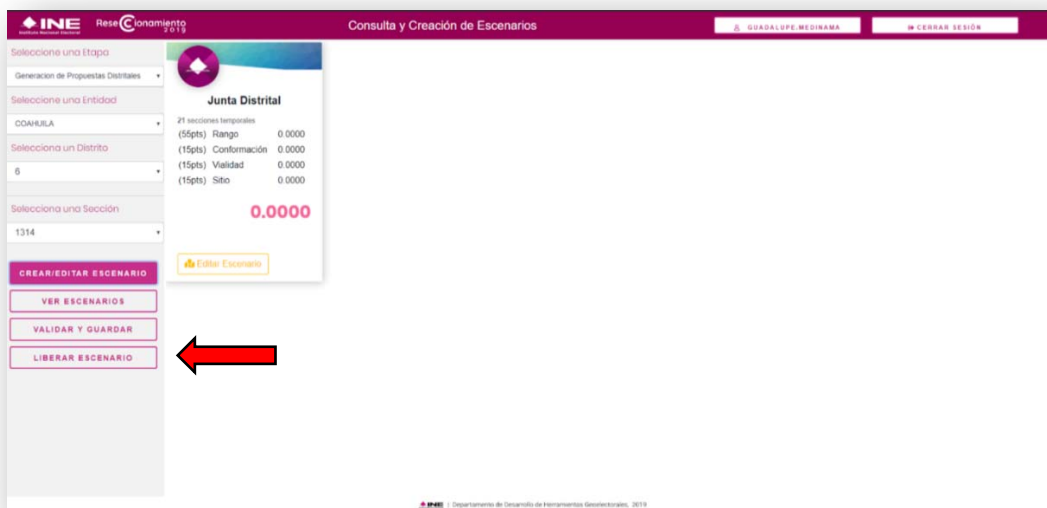 INE
Instituto Nacional Electoral
ReseCcionamiento
2019
Consulta y Creación de Escenarios
GUADALUPE.MEDINAMA
CERRAR SESIÓN
Seleccione una Etapa
Generacion de Propuestas Distritales
Seleccione una Entidad
COAHUILA
Selecciona un Distrito
6
Selecciona una Sección
1314
CREAR/EDITAR ESCENARIO
VER ESCENARIOS
VALIDAR Y GUARDAR
LIBERAR ESCENARIO
Junta Distrital
21 secciones temporales
(55pts) Rango 0.0000
(15pts) Conformación 0.0000
(15pts) Vialidad 0.0000
(15pts) Sitio 0.0000
0.0000
Editar Escenario
INE | Departamento de Desarrollo de Herramientas Geoelectorales, 2019